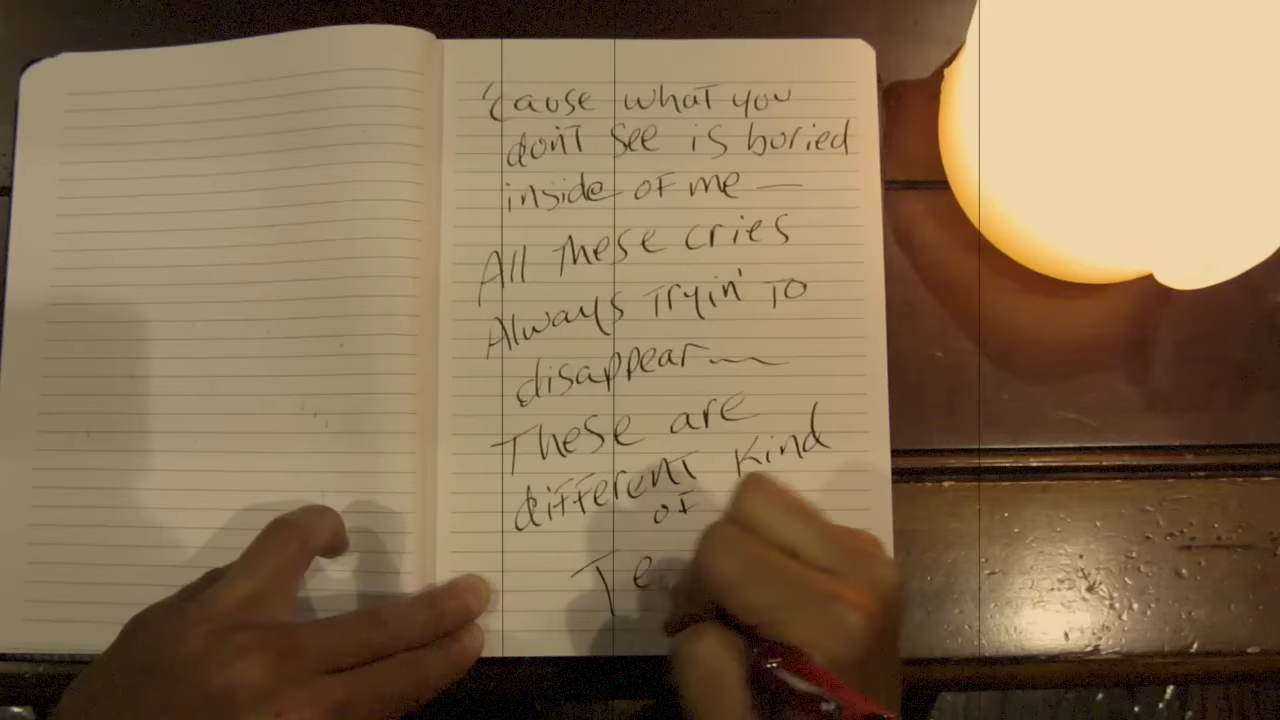 'cause what you
don't see is buried
inside of me —
All these cries
Always tryin' to
disappear
These are
different kind
of
Te